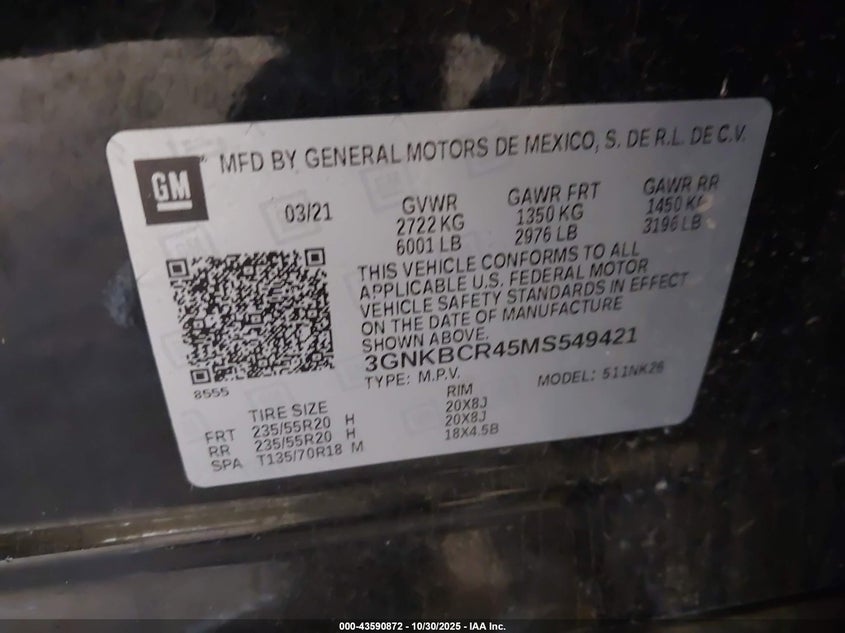 GM
MFD BY GENERAL MOTORS DE MEXICO, S. DE R.L. DE C.V.
03/21 GVWR GAWR FRT GAWR RR
2722 KG 1350 KG 1450 KG
6001 LB 2976 LB 3196 LB
THIS VEHICLE CONFORMS TO ALL
APPLICABLE U.S. FEDERAL MOTOR
VEHICLE SAFETY STANDARDS IN EFFECT
ON THE DATE OF MANUFACTURE
SHOWN ABOVE.
3GNKBCR45MS549421
TYPE: M.P.V. MODEL: 511NK26
8555
TIRE SIZE RIM
FRT 235/55R20 H 20X8J
RR 235/55R20 H 20X8J
SPA T135/70R18 M 18X4.5B
000-43590872 - 10/30/2025 - IAA Inc.